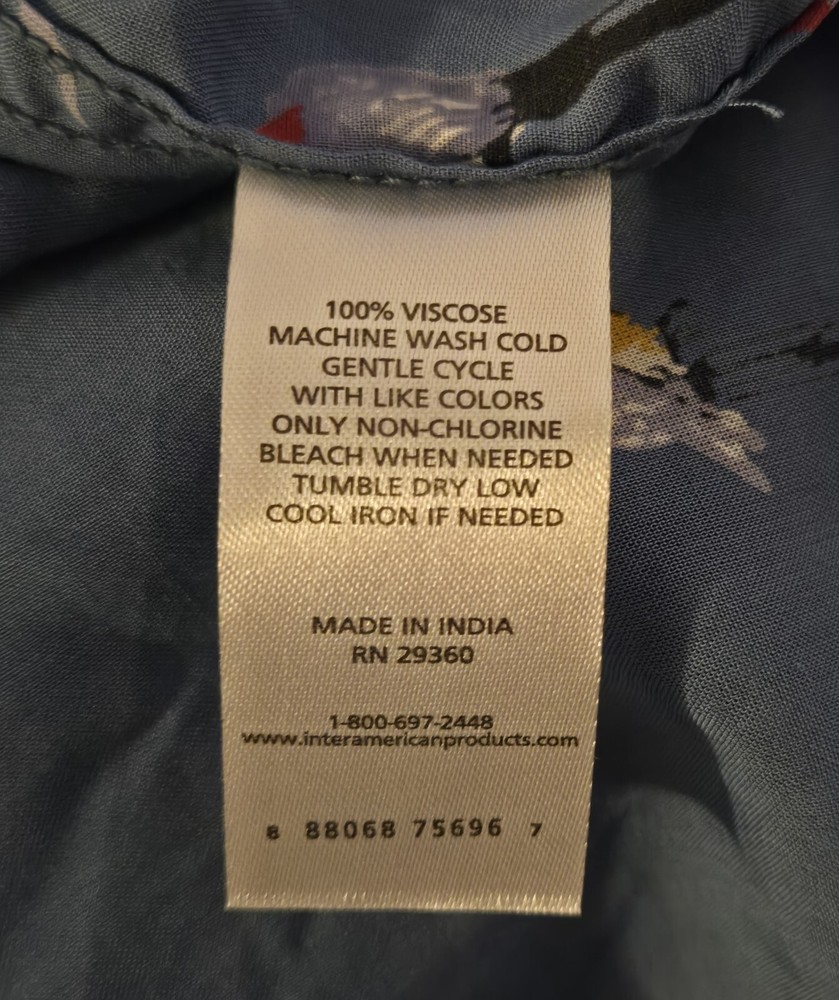 100% VISCOSE
MACHINE WASH COLD
GENTLE CYCLE
WITH LIKE COLORS
ONLY NON-CHLORINE
BLEACH WHEN NEEDED
TUMBLE DRY LOW
COOL IRON IF NEEDED
MADE IN INDIA
RN 29360
1-800-697-2448
www.interamericanproducts.com
8 88068 75696 7